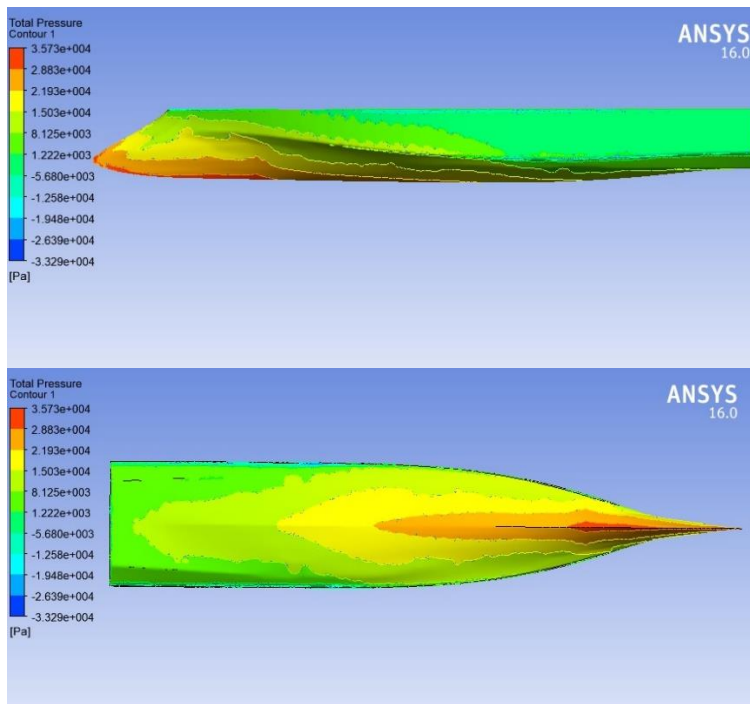 Total Pressure
Contour 1
ANSYS
16.0
3.573e+004
2.883e+004
2.193e+004
1.503e+004
8.125e+003
1.222e+003
-5.680e+003
-1.258e+004
-1.948e+004
-2.639e+004
-3.329e+004
[Pa]
Total Pressure
Contour 1
ANSYS
16.0
3.573e+004
2.883e+004
2.193e+004
1.503e+004
8.125e+003
1.222e+003
-5.680e+003
-1.258e+004
-1.948e+004
-2.639e+004
-3.329e+004
[Pa]